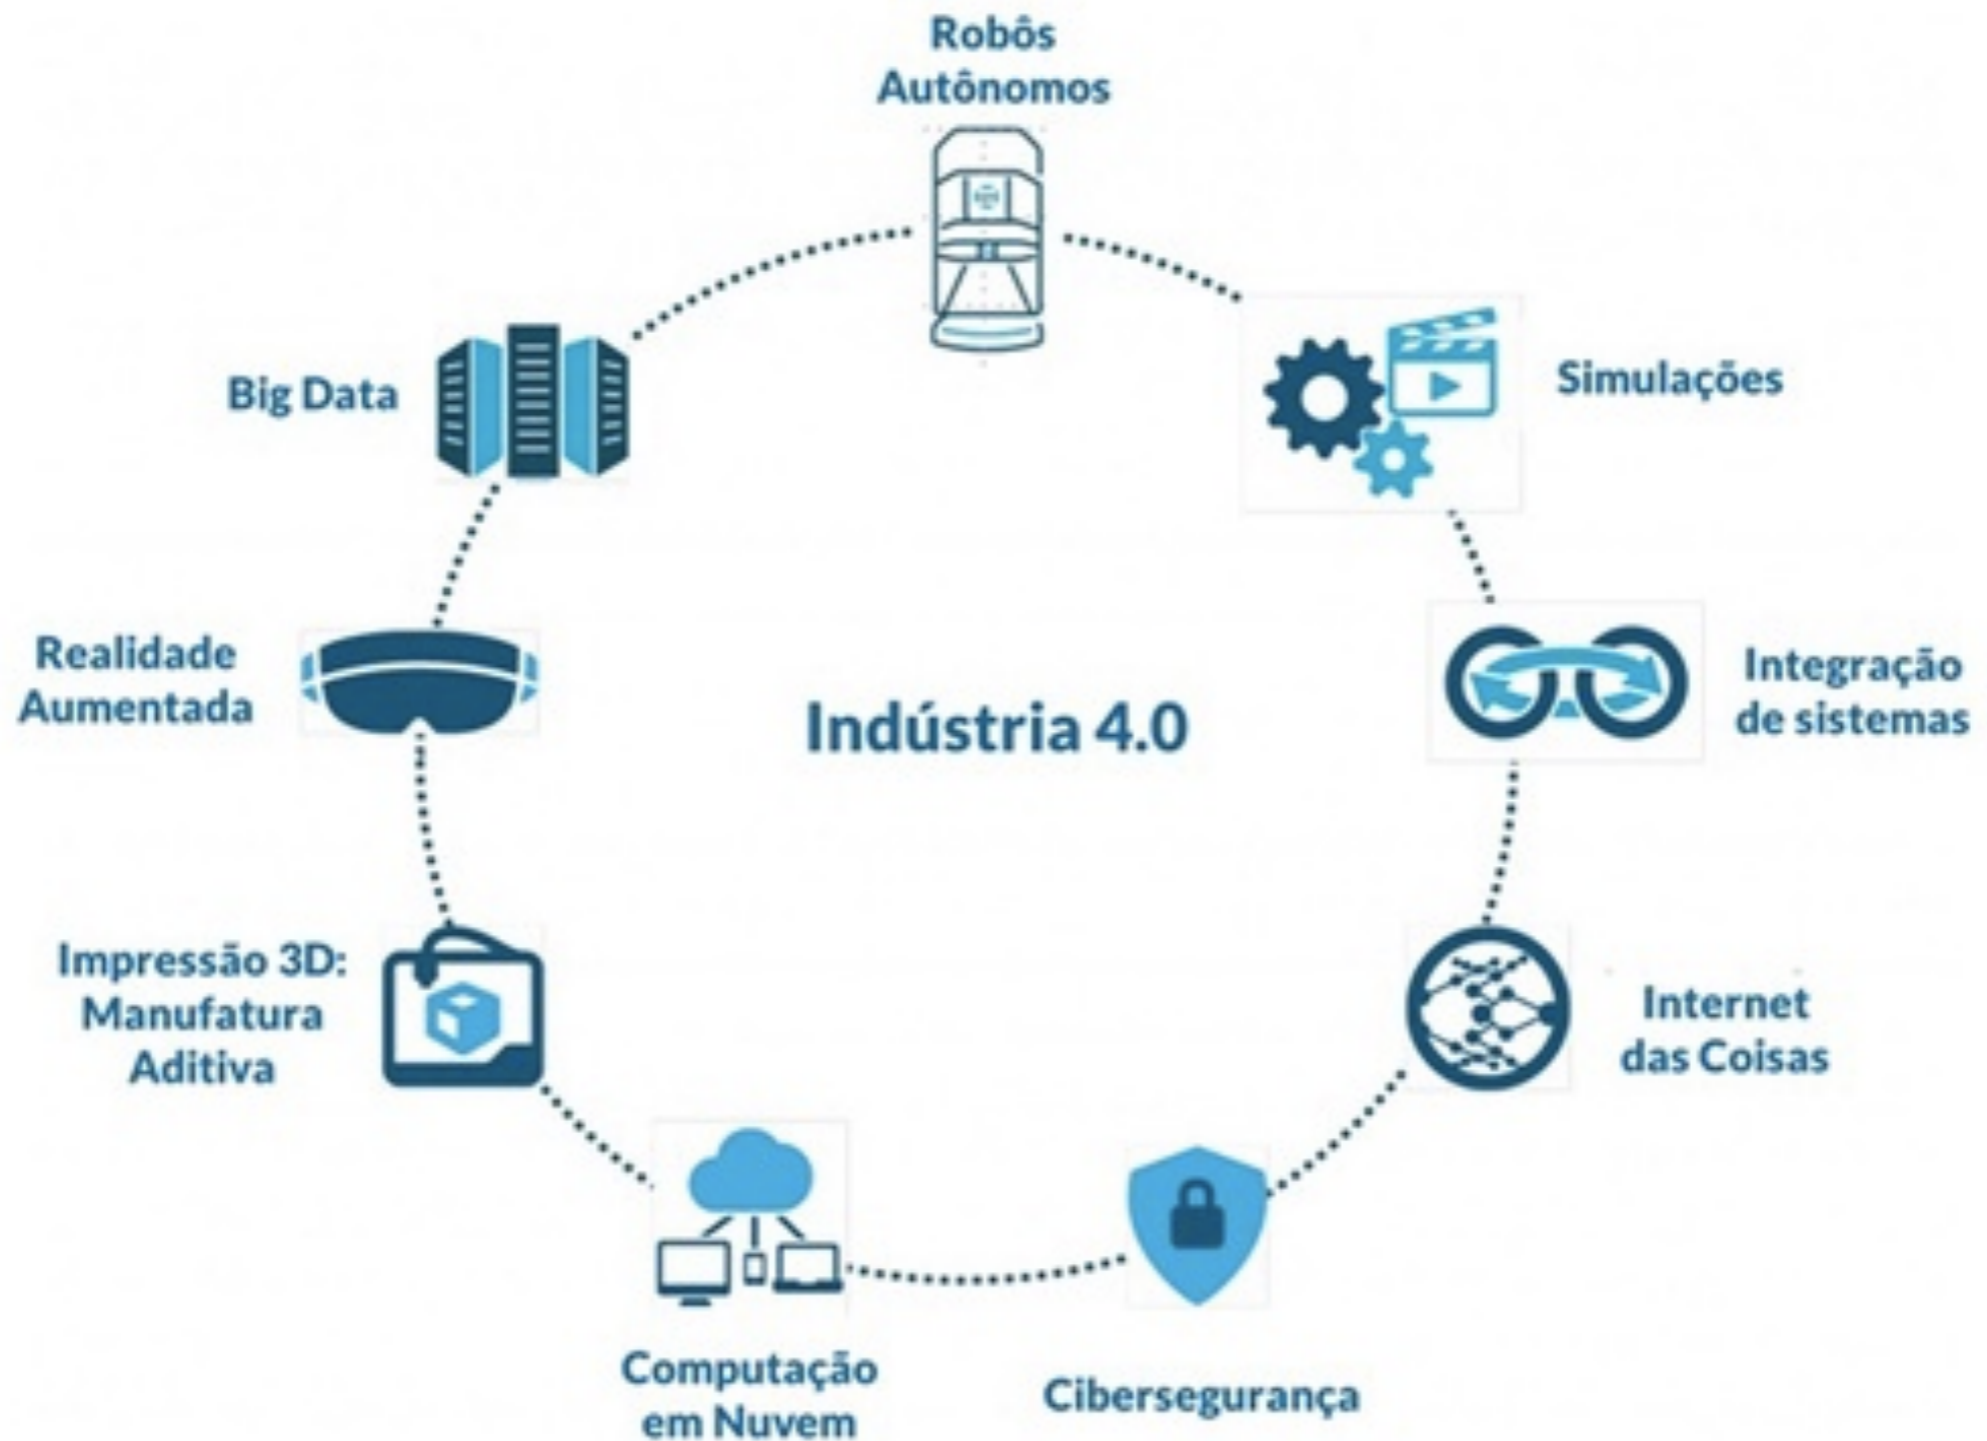 Robôs
Autônomos
Simulações
Big Data
Realidade
Aumentada
Integração
de sistemas
Indústria 4.0
Impressão 3D:
Manufatura
Aditiva
Internet
das Coisas
Computação
em Nuvem
Cibersegurança